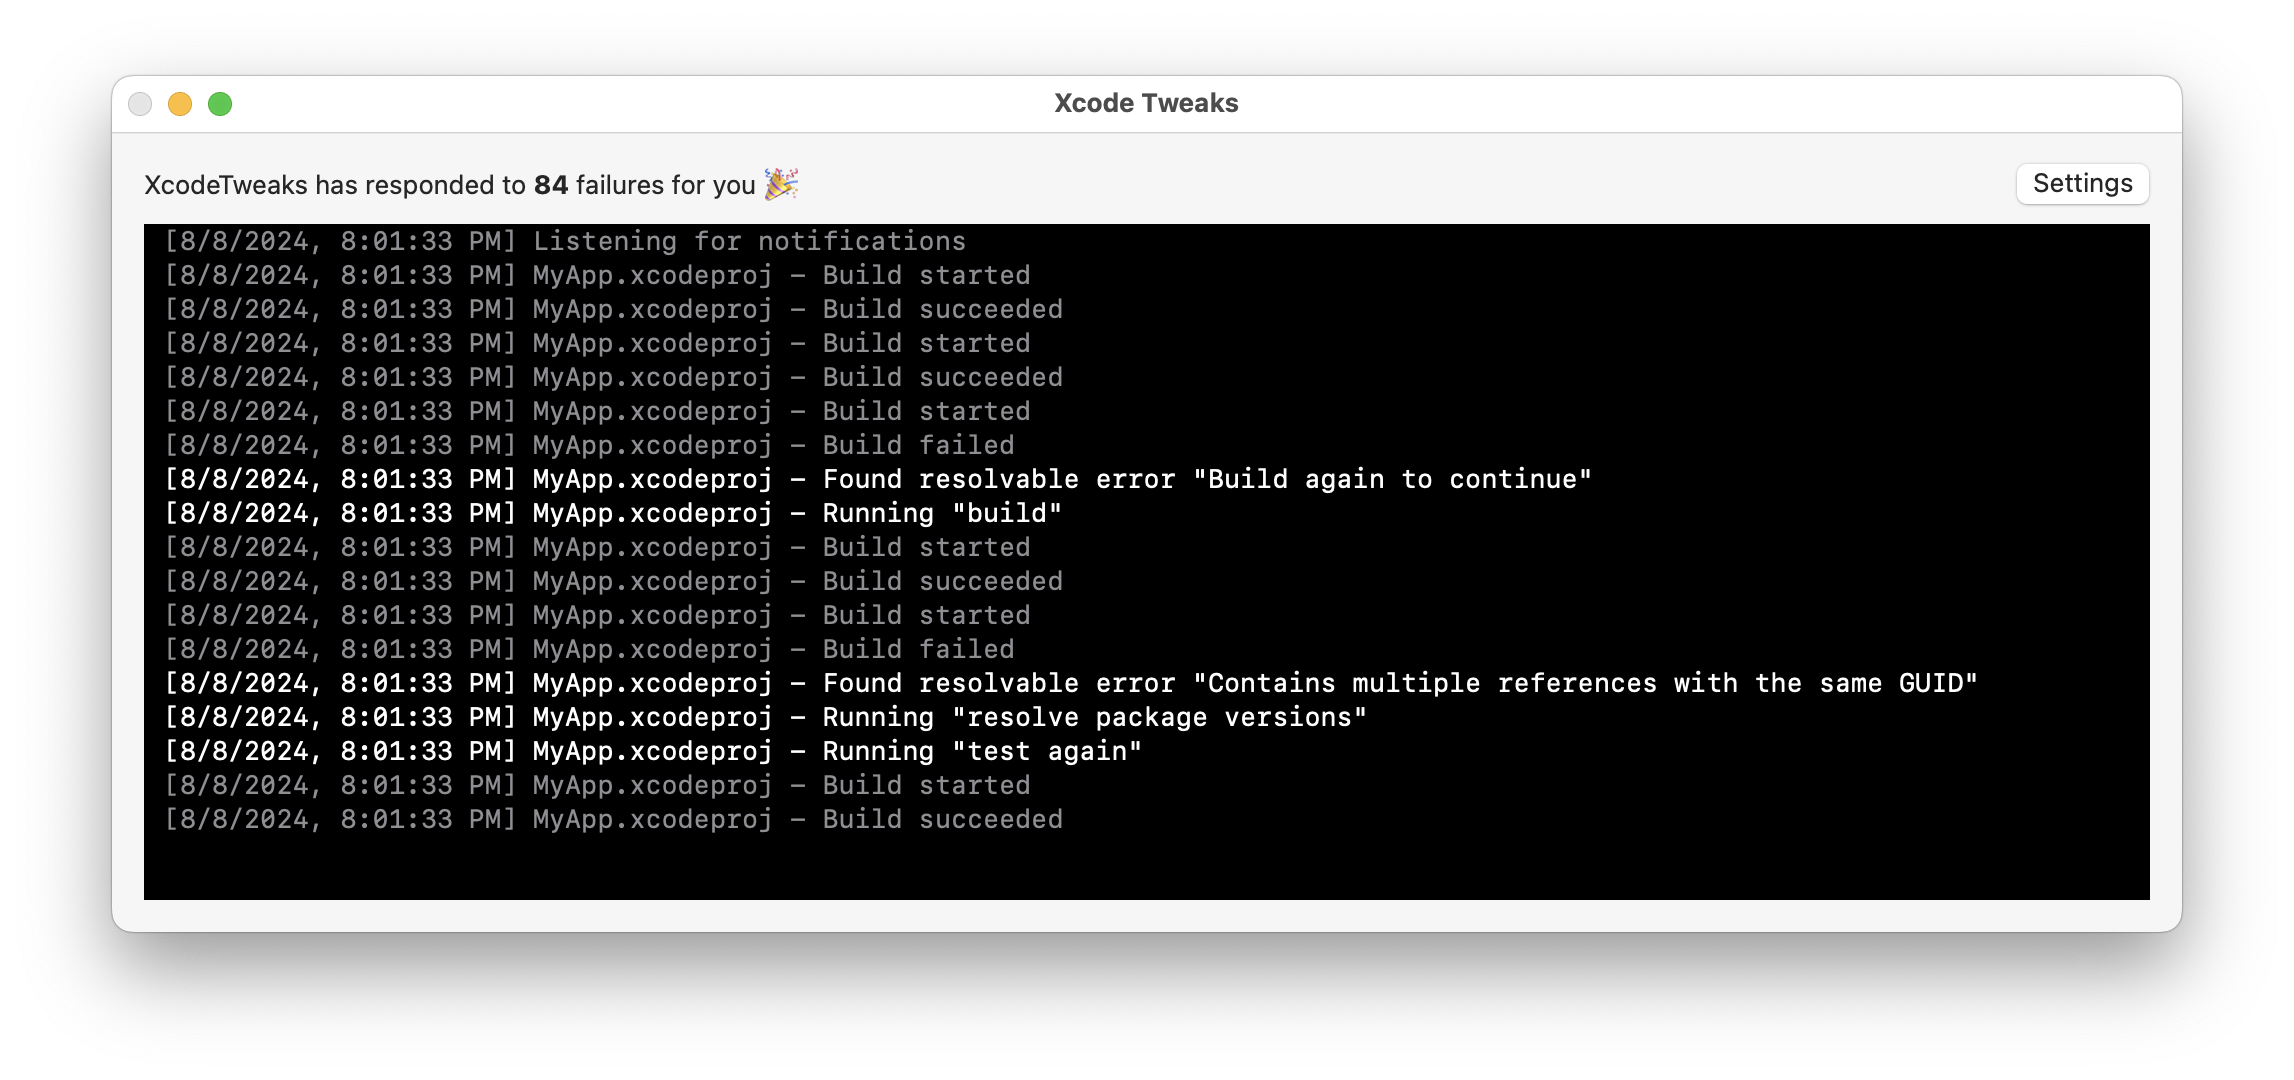 Xcode Tweaks
XcodeTweaks has responded to 84 failures for you 🎉
Settings
[8/8/2024, 8:01:33 PM] Listening for notifications
[8/8/2024, 8:01:33 PM] MyApp.xcodeproj – Build started
[8/8/2024, 8:01:33 PM] MyApp.xcodeproj – Build succeeded
[8/8/2024, 8:01:33 PM] MyApp.xcodeproj – Build started
[8/8/2024, 8:01:33 PM] MyApp.xcodeproj – Build succeeded
[8/8/2024, 8:01:33 PM] MyApp.xcodeproj – Build started
[8/8/2024, 8:01:33 PM] MyApp.xcodeproj – Build failed
[8/8/2024, 8:01:33 PM] MyApp.xcodeproj – Found resolvable error "Build again to continue"
[8/8/2024, 8:01:33 PM] MyApp.xcodeproj – Running "build"
[8/8/2024, 8:01:33 PM] MyApp.xcodeproj – Build started
[8/8/2024, 8:01:33 PM] MyApp.xcodeproj – Build succeeded
[8/8/2024, 8:01:33 PM] MyApp.xcodeproj – Build started
[8/8/2024, 8:01:33 PM] MyApp.xcodeproj – Build failed
[8/8/2024, 8:01:33 PM] MyApp.xcodeproj – Found resolvable error "Contains multiple references with the same GUID"
[8/8/2024, 8:01:33 PM] MyApp.xcodeproj – Running "resolve package versions"
[8/8/2024, 8:01:33 PM] MyApp.xcodeproj – Running "test again"
[8/8/2024, 8:01:33 PM] MyApp.xcodeproj – Build started
[8/8/2024, 8:01:33 PM] MyApp.xcodeproj – Build succeeded